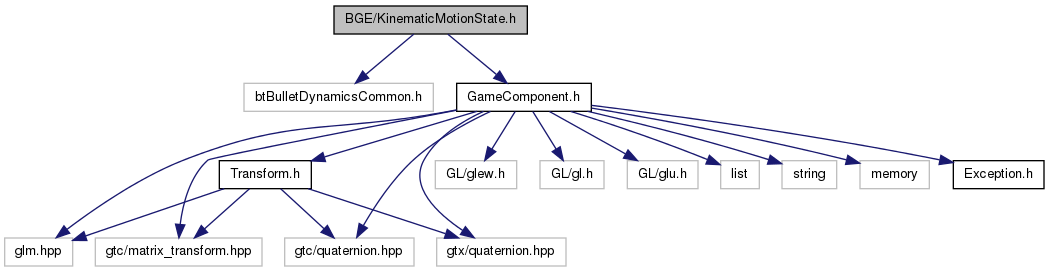 BGE/KinematicMotionState.h
btBulletDynamicsCommon.h
GameComponent.h
Transform.h
GL/glew.h
GL/gl.h
GL/glu.h
list
string
memory
Exception.h
glm.hpp
gtc/matrix_transform.hpp
gtc/quaternion.hpp
gtx/quaternion.hpp